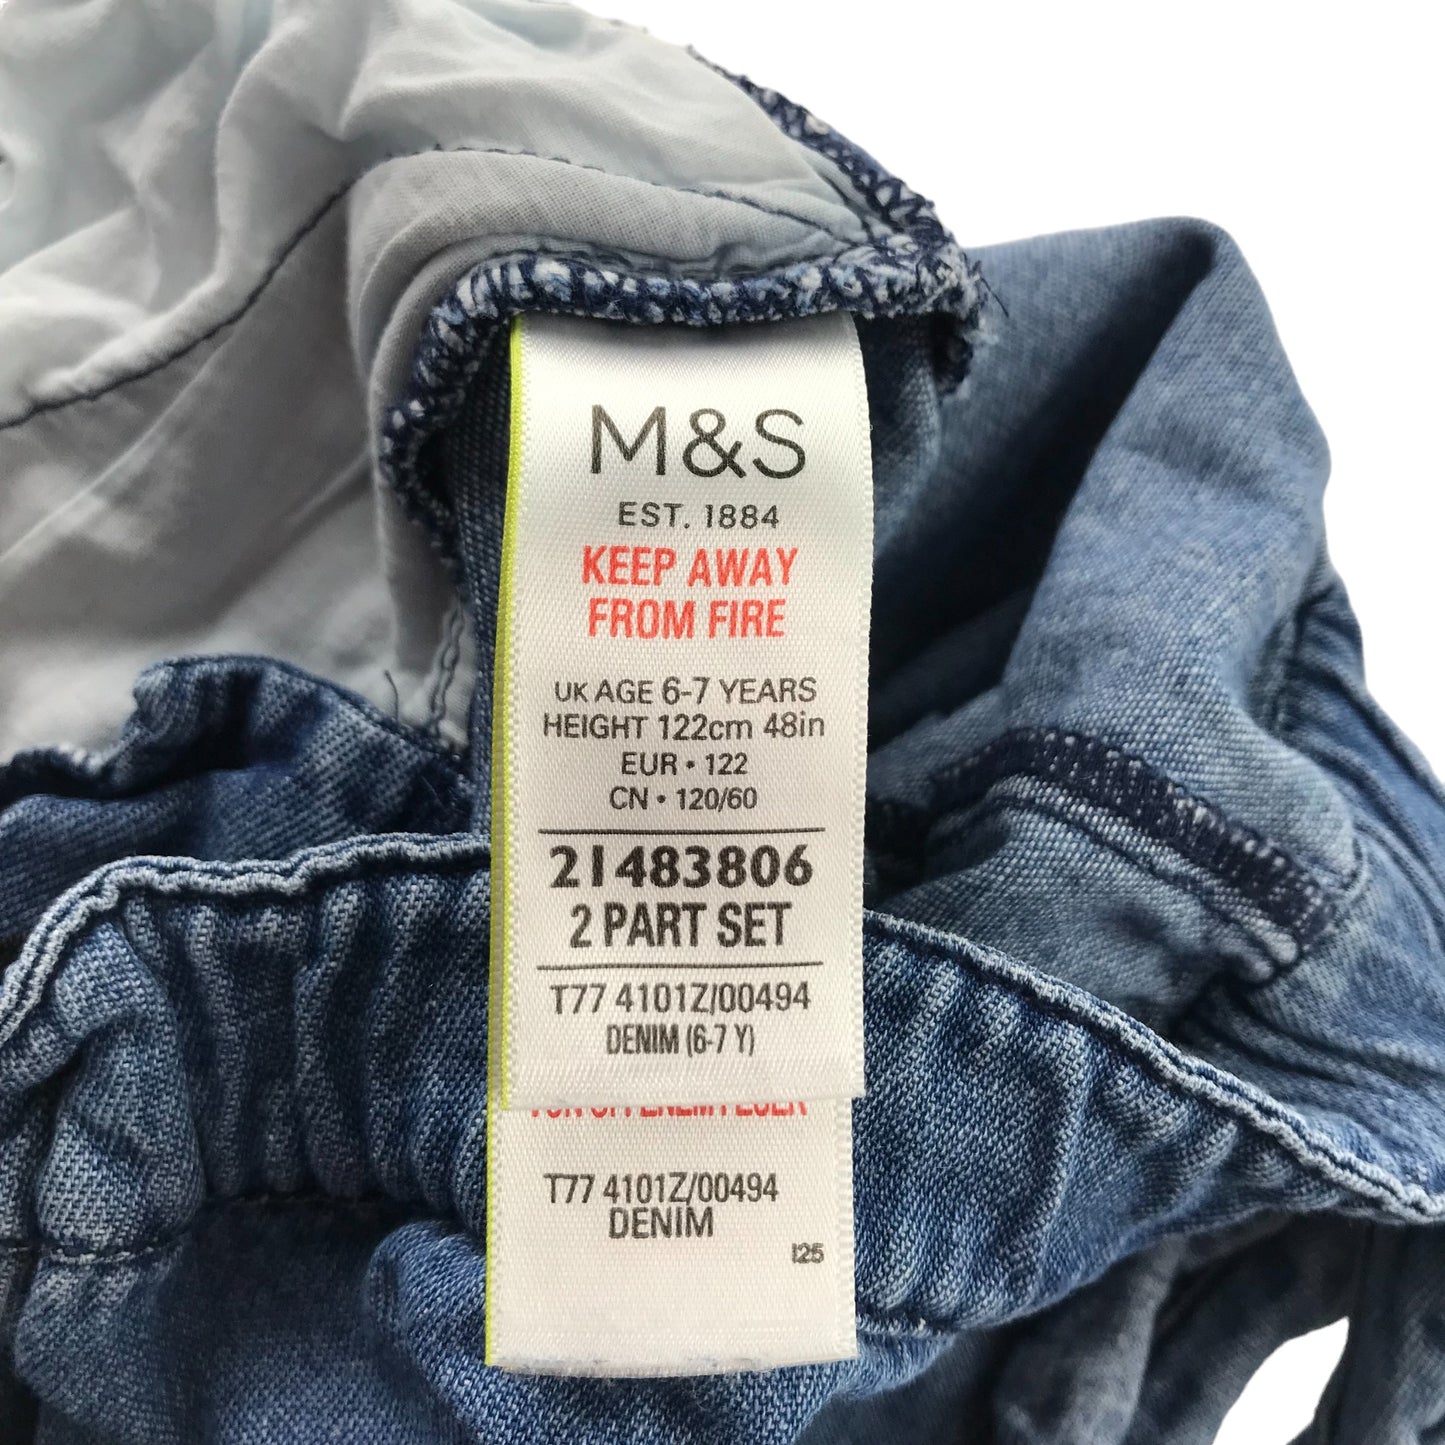 M&S
EST. 1884
KEEP AWAY
FROM FIRE
UK AGE 6-7 YEARS
HEIGHT 122cm 48in
EUR • 122
CN • 120/60
21483806
2 PART SET
T77 4101Z/00494
DENIM (6-7 Y)
T77 4101Z/00494
DENIM
I25